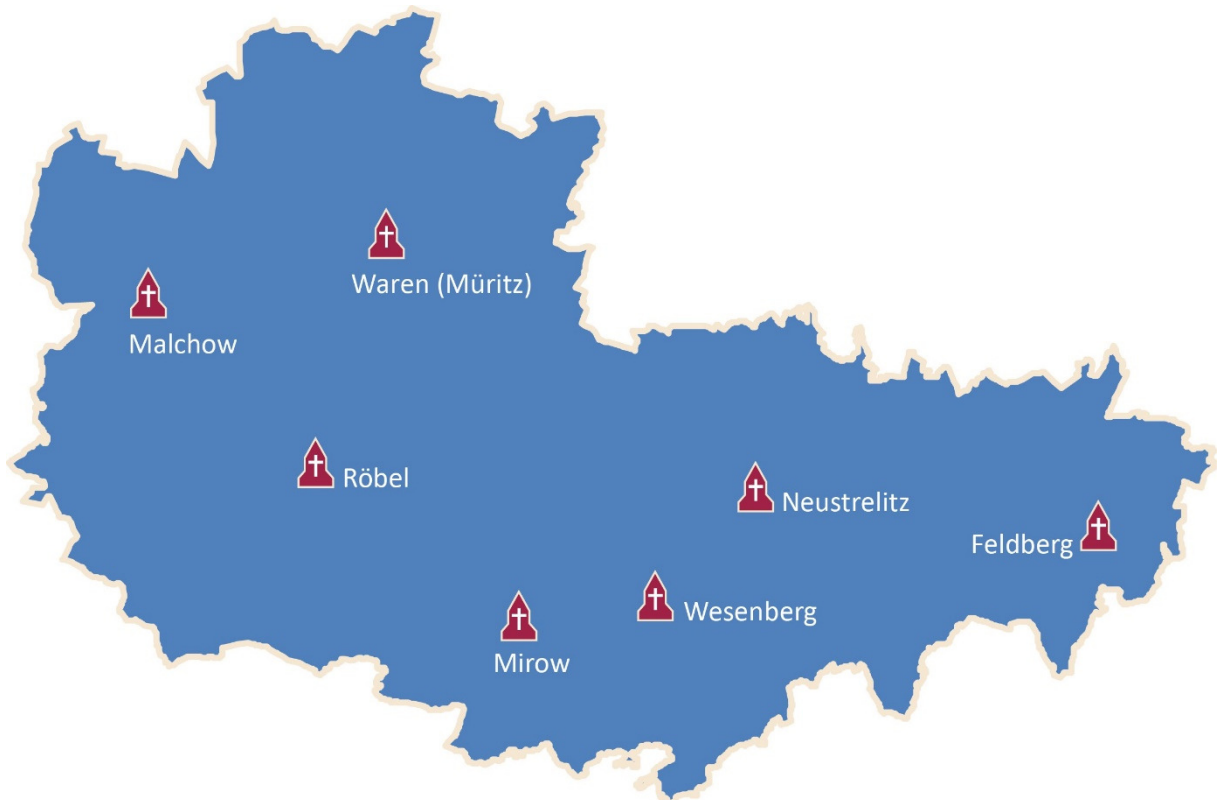 Waren (Müritz)
Malchow
Röbel
Neustrelitz
Feldberg
Wesenberg
Mirow